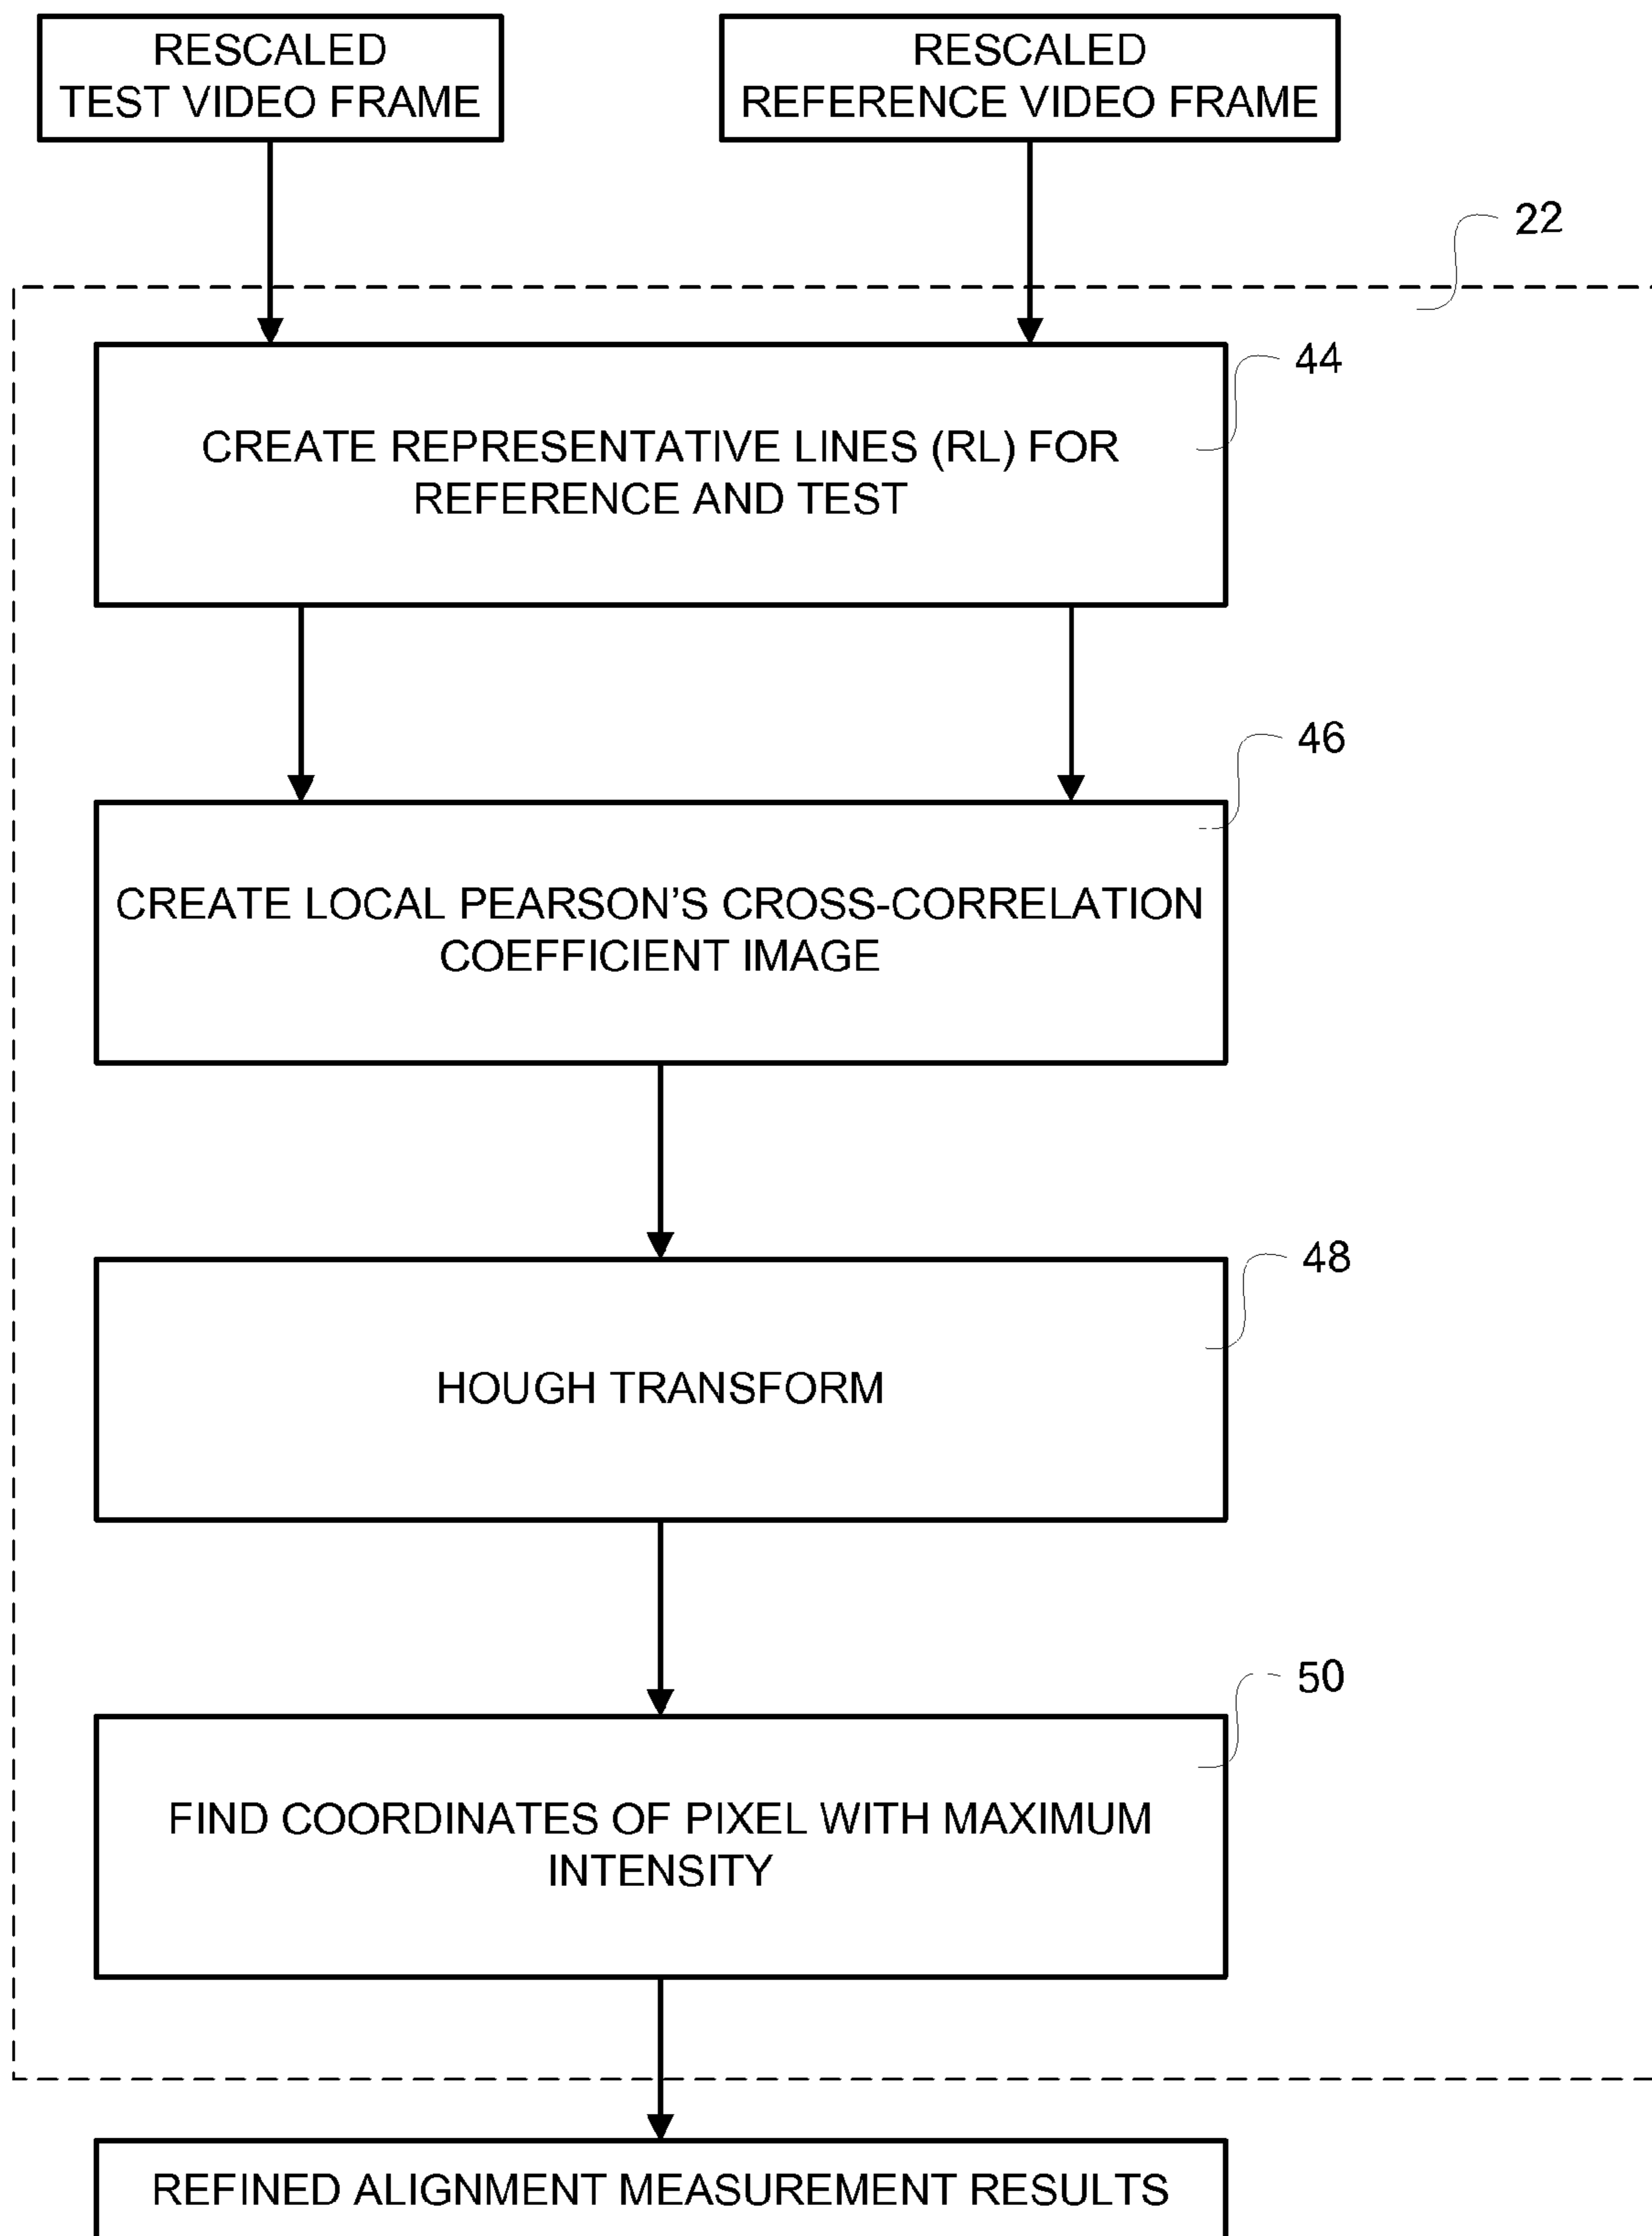 RESCALED
TEST VIDEO FRAME
RESCALED
REFERENCE VIDEO FRAME
22
44
CREATE REPRESENTATIVE LINES (RL) FOR
REFERENCE AND TEST
46
CREATE LOCAL PEARSON'S CROSS-CORRELATION
COEFFICIENT IMAGE
48
HOUGH TRANSFORM
50
FIND COORDINATES OF PIXEL WITH MAXIMUM
INTENSITY
REFINED ALIGNMENT MEASUREMENT RESULTS